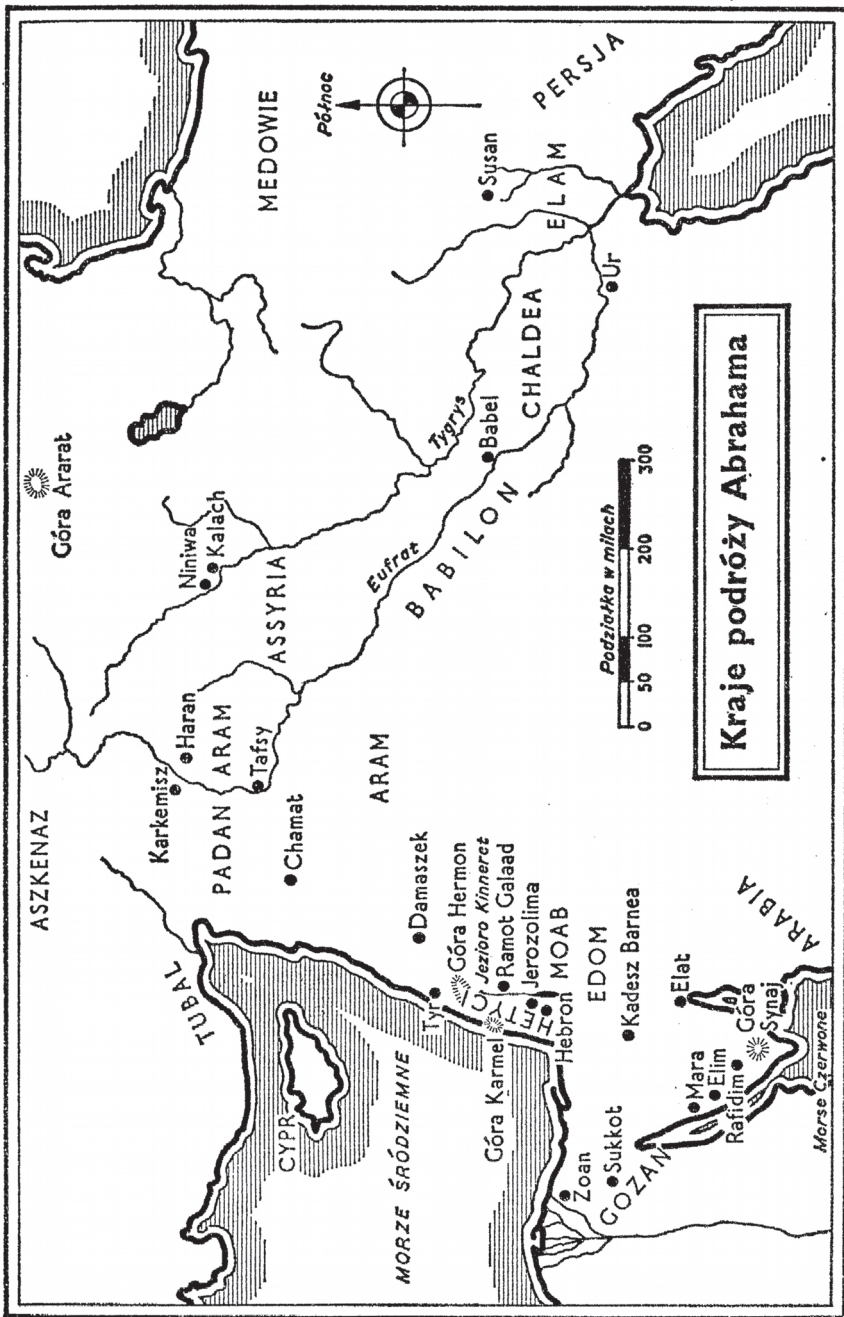 ASZKENAZ
Góra Ararat
MEDOWIE
Północ
PERSJA
TUBAL
Karkemisz
Haran
PADAN ARAM
Tafsy
Chamat
Niniwa
Kalach
ASSYRIA
Eufrat
Tygrys
BABILON
Babel
CHALDEA
ELAM
Susan
Ur
ARAM
CYPR
MORZE ŚRÓDZIEMNE
Damaszek
Tyr
Góra Hermon
Jezioro Kinneret
Góra Karmel
Ramot Galaad
HETYCI
Jerozolima
Hebron
MOAB
EDOM
Kadesz Barnea
Zoan
Sukkot
GOZAN
Elat
Mara
Elim
Rafidim
Góra
Synaj
ARABIA
Morse Czerwone
Podziałka w milach
0 50 100 200 300
Kraje podróży Abrahama